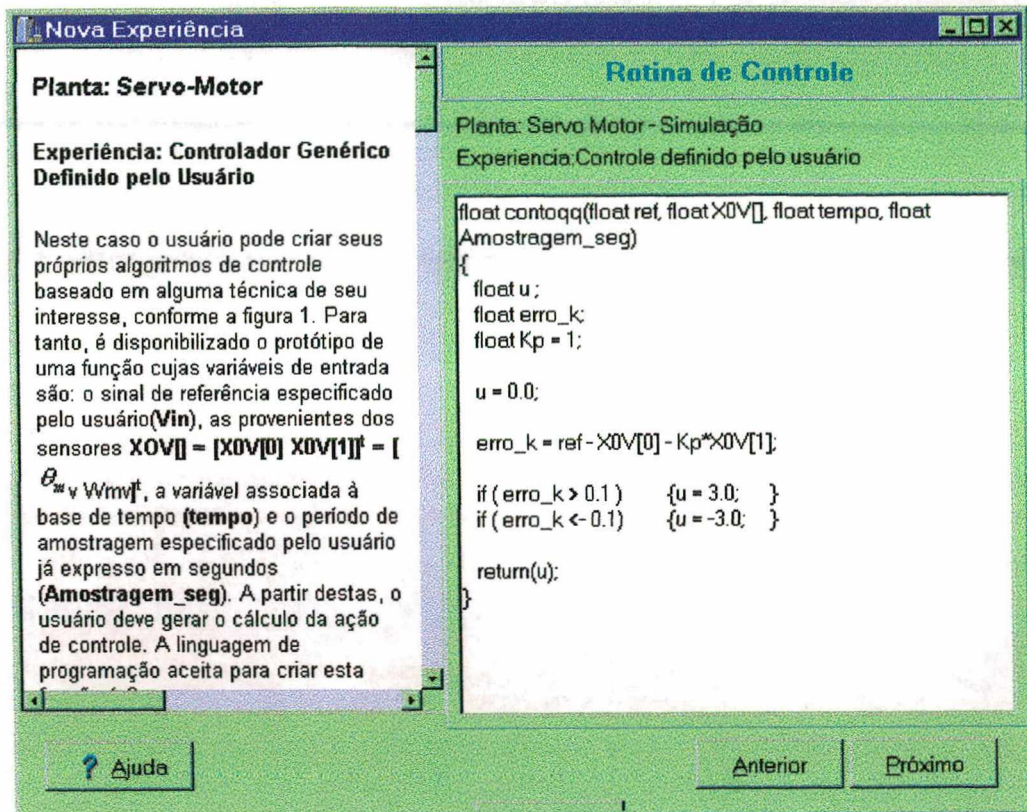 Nova Experiência
Planta: Servo-Motor
Experiência: Controlador Genérico
Definido pelo Usuário
Neste caso o usuário pode criar seus
próprios algoritmos de controle
baseado em alguma técnica de seu
interesse, conforme a figura 1. Para
tanto, é disponibilizado o protótipo de
uma função cujas variáveis de entrada
são: o sinal de referência especificado
pelo usuário(Vin), as provenientes dos
sensores XOV[] = [X0V[0] X0V[1]]t = [
v Wmv]t, a variável associada à
base de tempo (tempo) e o período de
amostragem especificado pelo usuário
já expresso em segundos
(Amostragem_seg). A partir destas, o
usuário deve gerar o cálculo da ação
de controle. A linguagem de
programação aceita para criar esta
Ajuda
Rotina de Controle
Planta: Servo Motor - Simulação
Experiencia:Controle definido pelo usuário
float contoqq(float ref, float X0V[], float tempo, float
Amostragem_seg)
{
float u ;
float erro_k;
float Kp = 1;
u = 0.0;
erro_k = ref - X0V[0] - Kp*X0V[1];
if ( erro_k > 0.1 ) {u = 3.0; }
if ( erro_k <- 0.1) {u = -3.0; }
return(u);
}
Anterior
Próximo